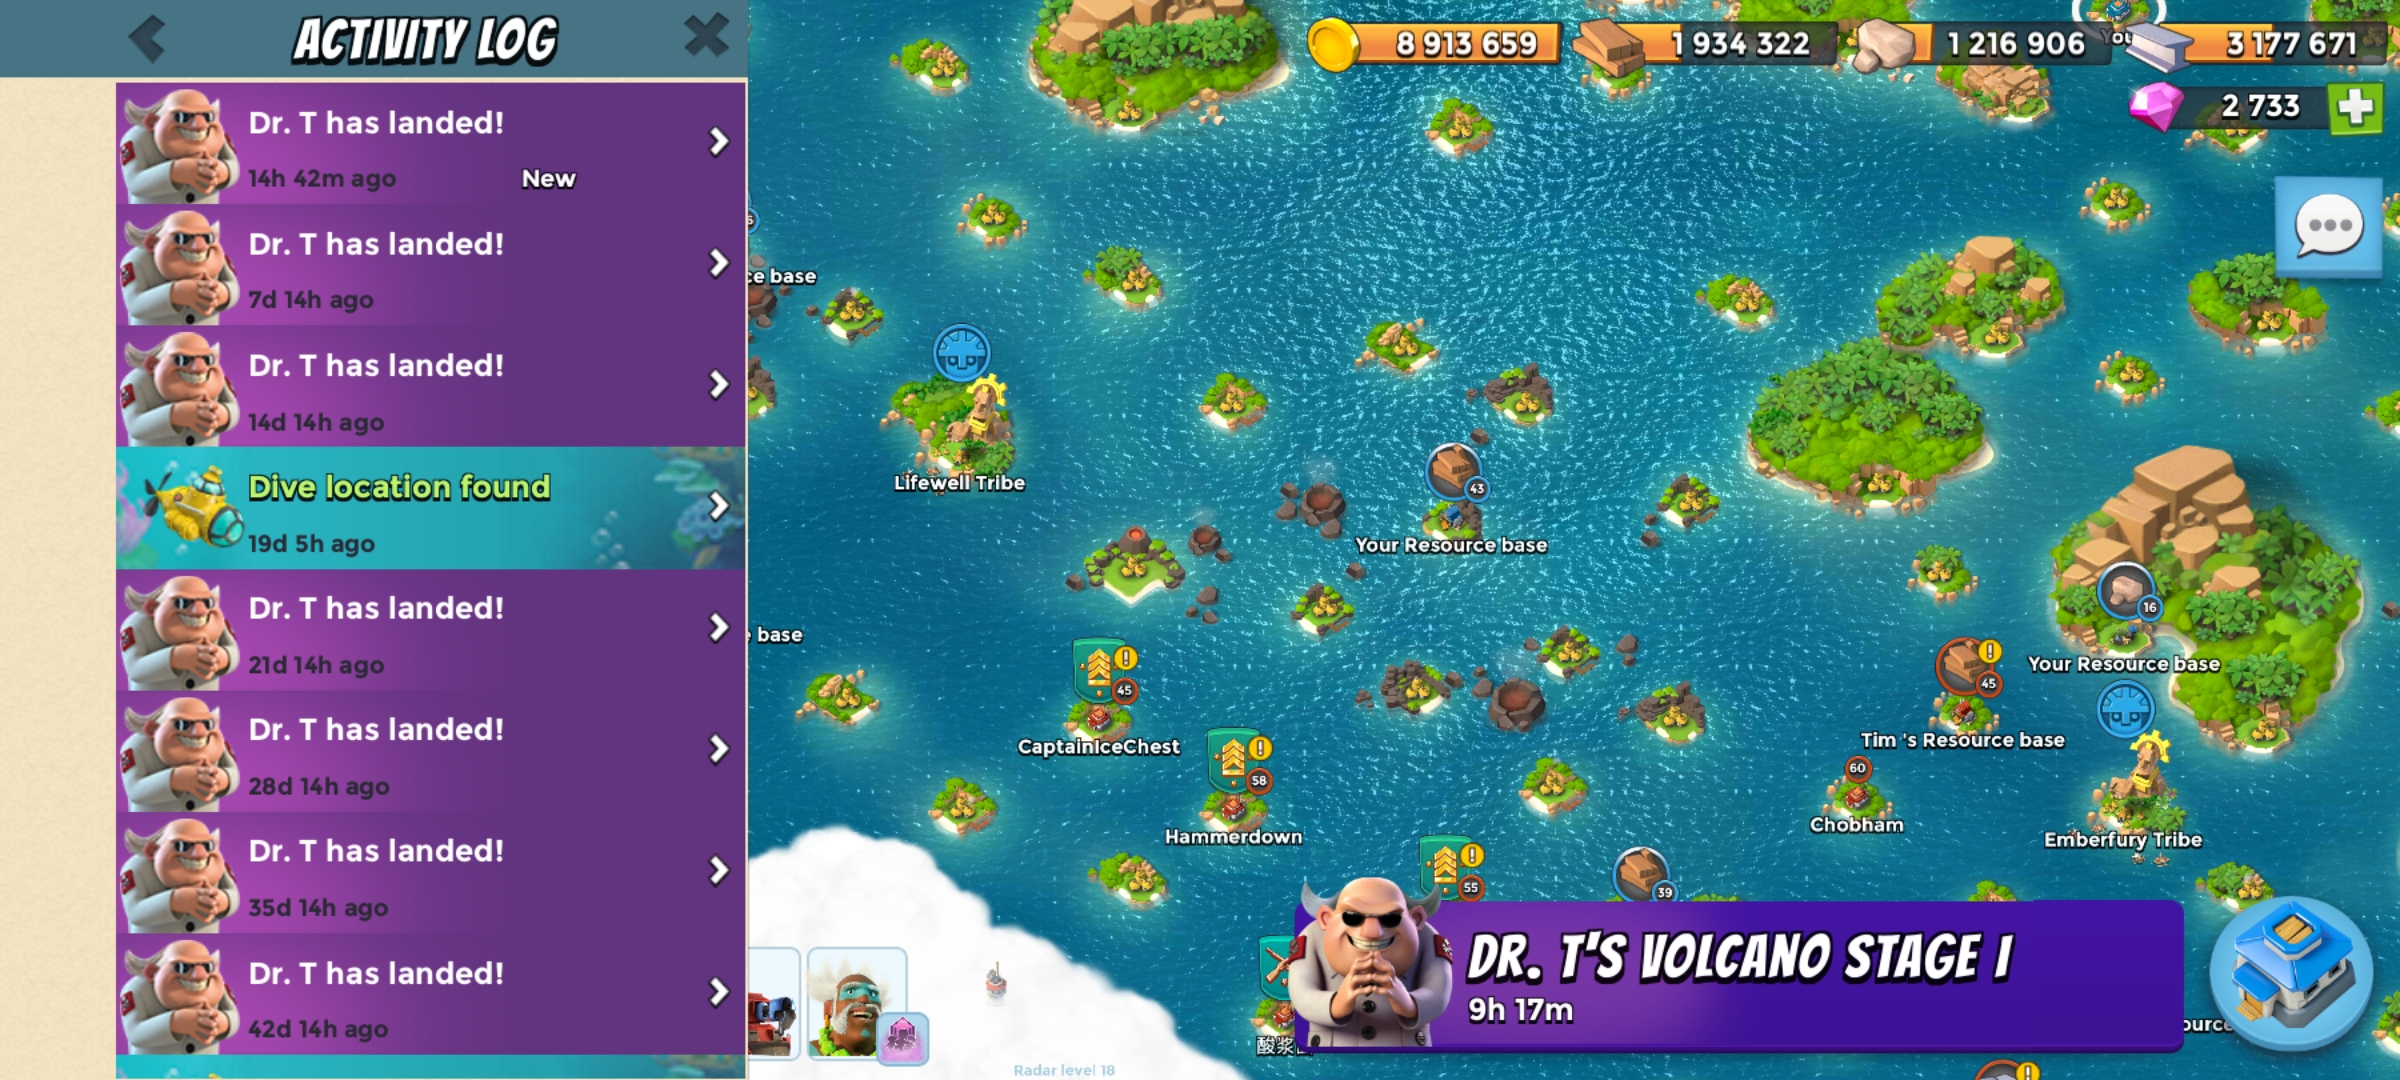 ACTIVITY LOG
Dr. T has landed!
14h 42m ago
New
Dr. T has landed!
7d 14h ago
Dr. T has landed!
14d 14h ago
Dive location found
19d 5h ago
Dr. T has landed!
21d 14h ago
Dr. T has landed!
28d 14h ago
Dr. T has landed!
35d 14h ago
Dr. T has landed!
42d 14h ago
8 913 659
1 934 322
1 216 906
You
3 177 671
2 733
ce base
Lifewell Tribe
43
Your Resource base
base
16
Your Resource base
45
CaptainIceChest
45
Tim 's Resource base
58
Hammerdown
60
Chobham
Emberfury Tribe
55
39
DR. T'S VOLCANO STAGE I
9h 17m
Radar level 18